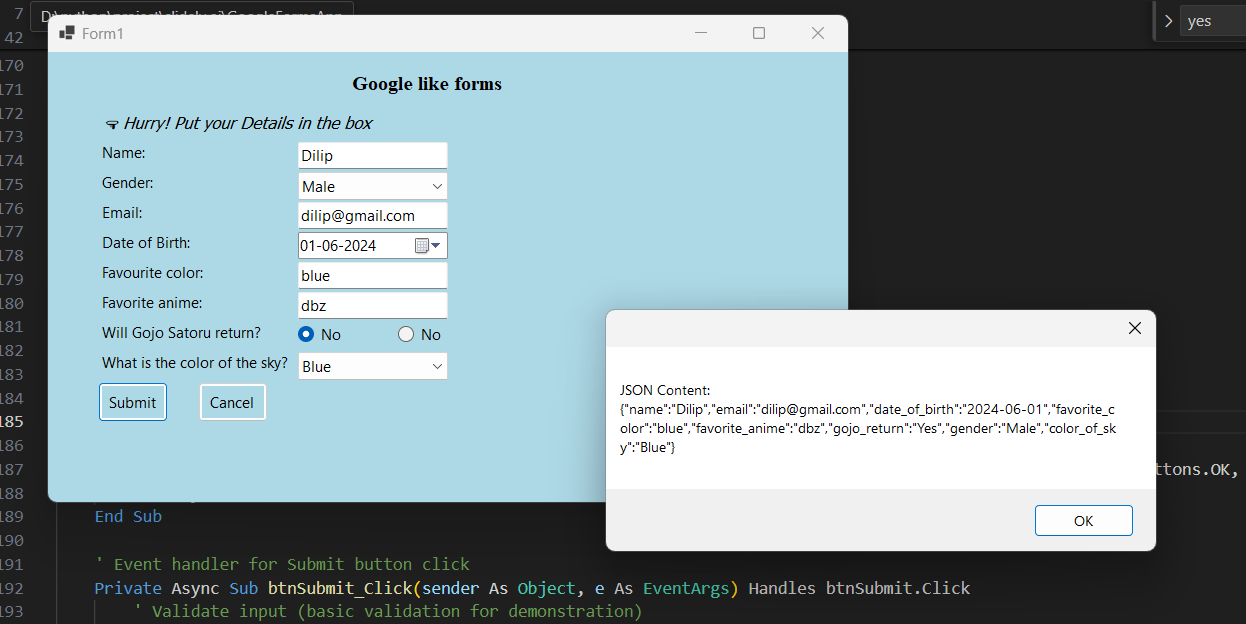 7
42
Form1
yes
Google like forms
Hurry! Put your Details in the box
Name: Dilip
Gender: Male
Email: dilip@gmail.com
Date of Birth: 01-06-2024
Favourite color: blue
Favorite anime: dbz
Will Gojo Satoru return? No No
What is the color of the sky? Blue
Submit Cancel
JSON Content:
{"name":"Dilip","email":"dilip@gmail.com","date_of_birth":"2024-06-01","favorite_c
olor":"blue","favorite_anime":"dbz","gojo_return":"Yes","gender":"Male","color_of_sk
y":"Blue"}
OK
170
171
172
173
174
175
176
177
178
179
180
181
182
183
184
185
186
187 ttons.OK,
188
189 End Sub
190
191 ' Event handler for Submit button click
192 Private Async Sub btnSubmit_Click(sender As Object, e As EventArgs) Handles btnSubmit.Click
193 ' Validate input (basic validation for demonstration)